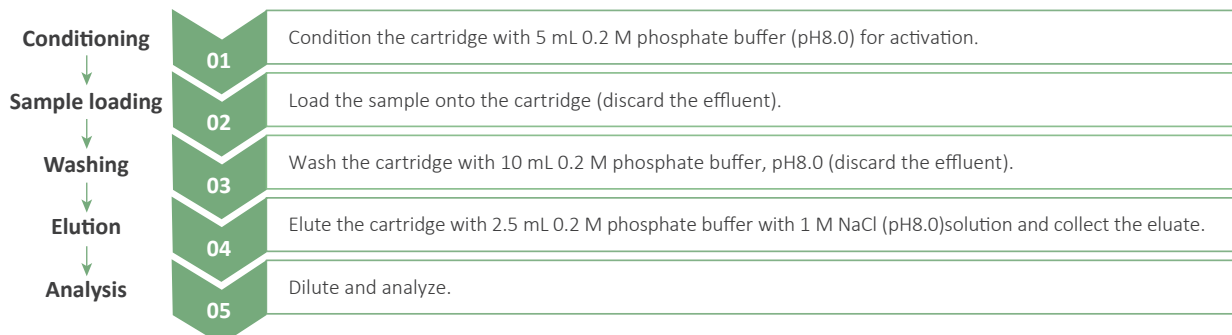 Conditioning
01
Condition the cartridge with 5 mL 0.2 M phosphate buffer (pH8.0) for activation.
Sample loading
02
Load the sample onto the cartridge (discard the effluent).
Washing
03
Wash the cartridge with 10 mL 0.2 M phosphate buffer, pH8.0 (discard the effluent).
Elution
04
Elute the cartridge with 2.5 mL 0.2 M phosphate buffer with 1 M NaCl (pH8.0)solution and collect the eluate.
Analysis
05
Dilute and analyze.